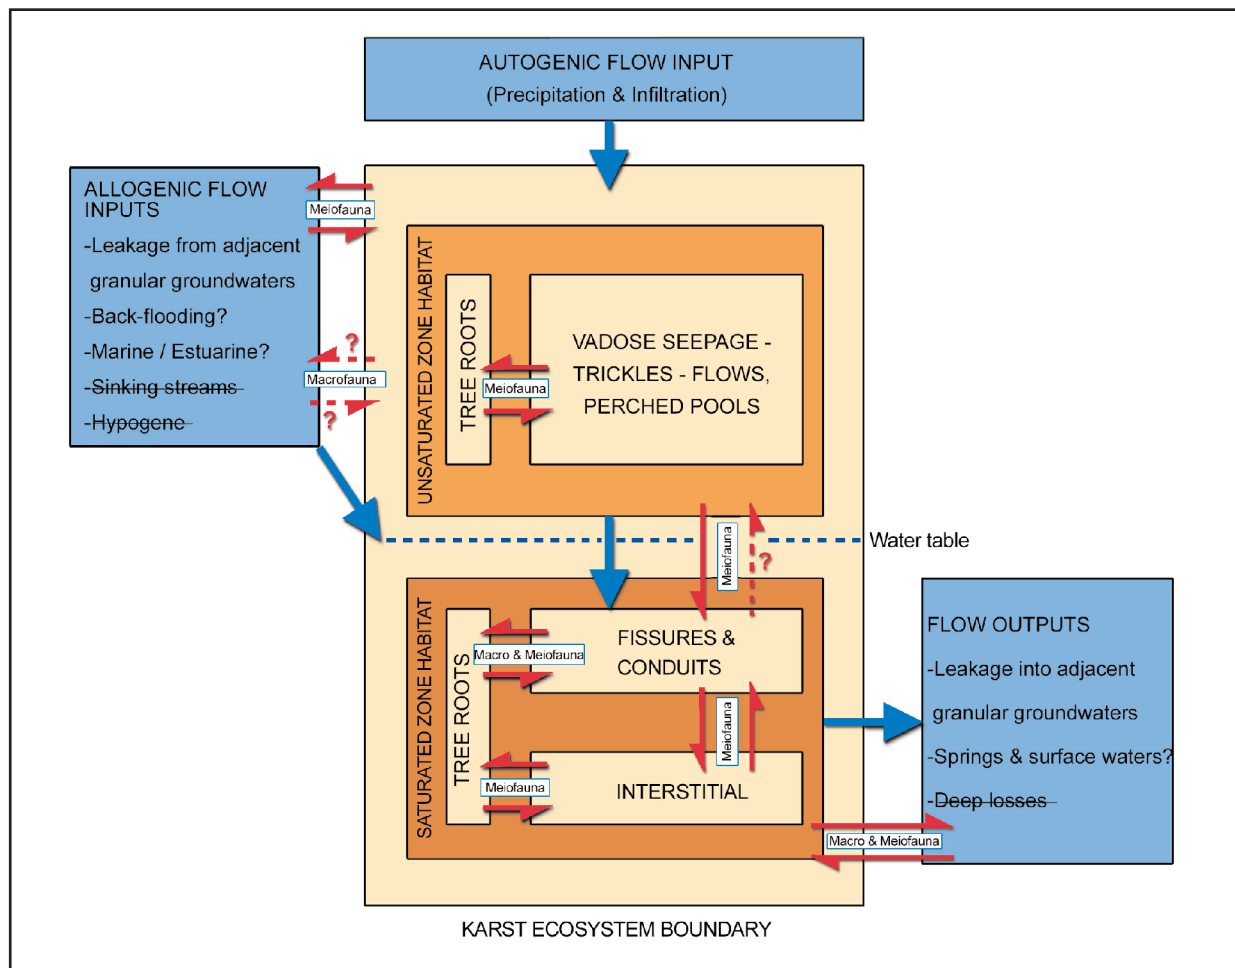 AUTOGENIC FLOW INPUT
(Precipitation & Infiltration)
ALLOGENIC FLOW
INPUTS
-Leakage from adjacent
granular groundwaters
-Back-flooding?
-Marine / Estuarine?
-Sinking streams
-Hypogene
Meiofauna
?
Macrofauna
?
UNSATURATED ZONE HABITAT
TREE ROOTS
Meiofauna
VADOSE SEEPAGE -
TRICKLES - FLOWS,
PERCHED POOLS
Meiofauna
?
Water table
SATURATED ZONE HABITAT
TREE ROOTS
Macro & Meiofauna
FISSURES &
CONDUITS
Meiofauna
Meiofauna
INTERSTITIAL
FLOW OUTPUTS
-Leakage into adjacent
granular groundwaters
-Springs & surface waters?
-Deep losses
Macro & Meiofauna
KARST ECOSYSTEM BOUNDARY